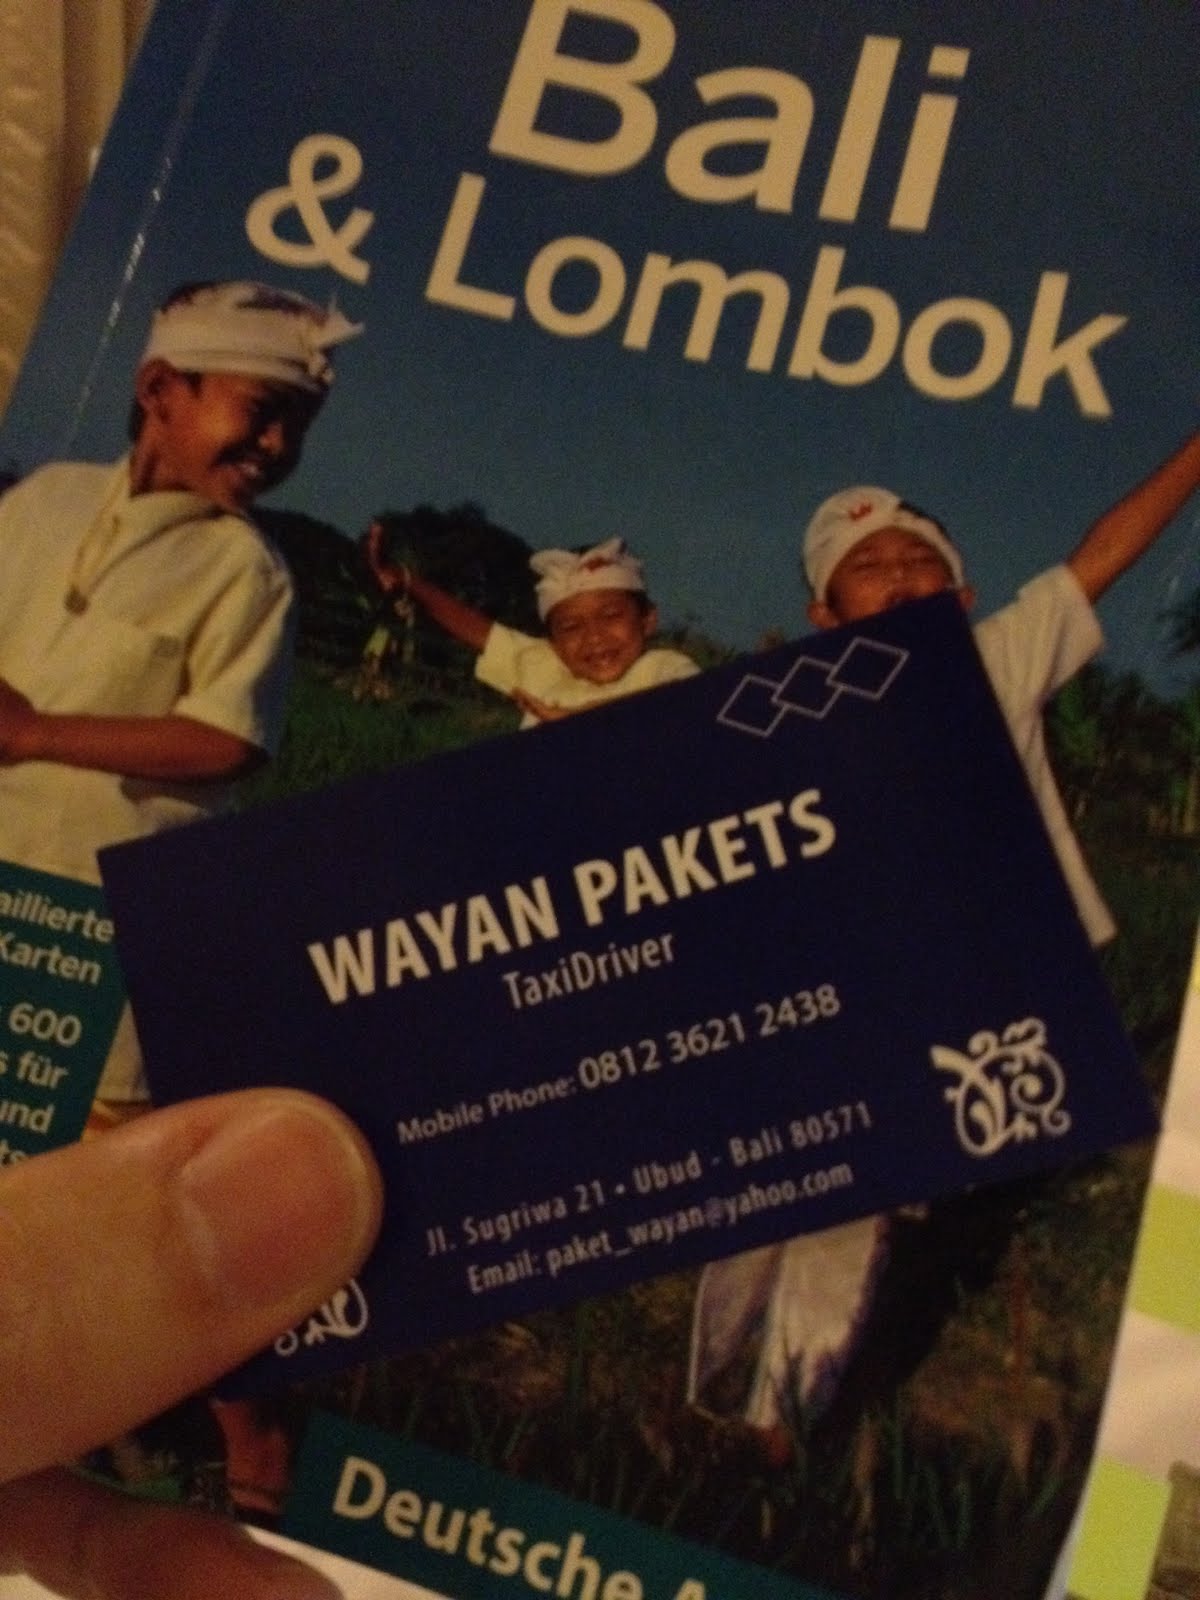 Bali
& Lombok
WAYAN PAKETS
TaxiDriver
Mobile Phone: 0812 3621 2438
Jl. Sugriwa 21 • Ubud - Bali 80571
Email: paket_wayan@yahoo.com
Karten
600
für
und
Deutsche